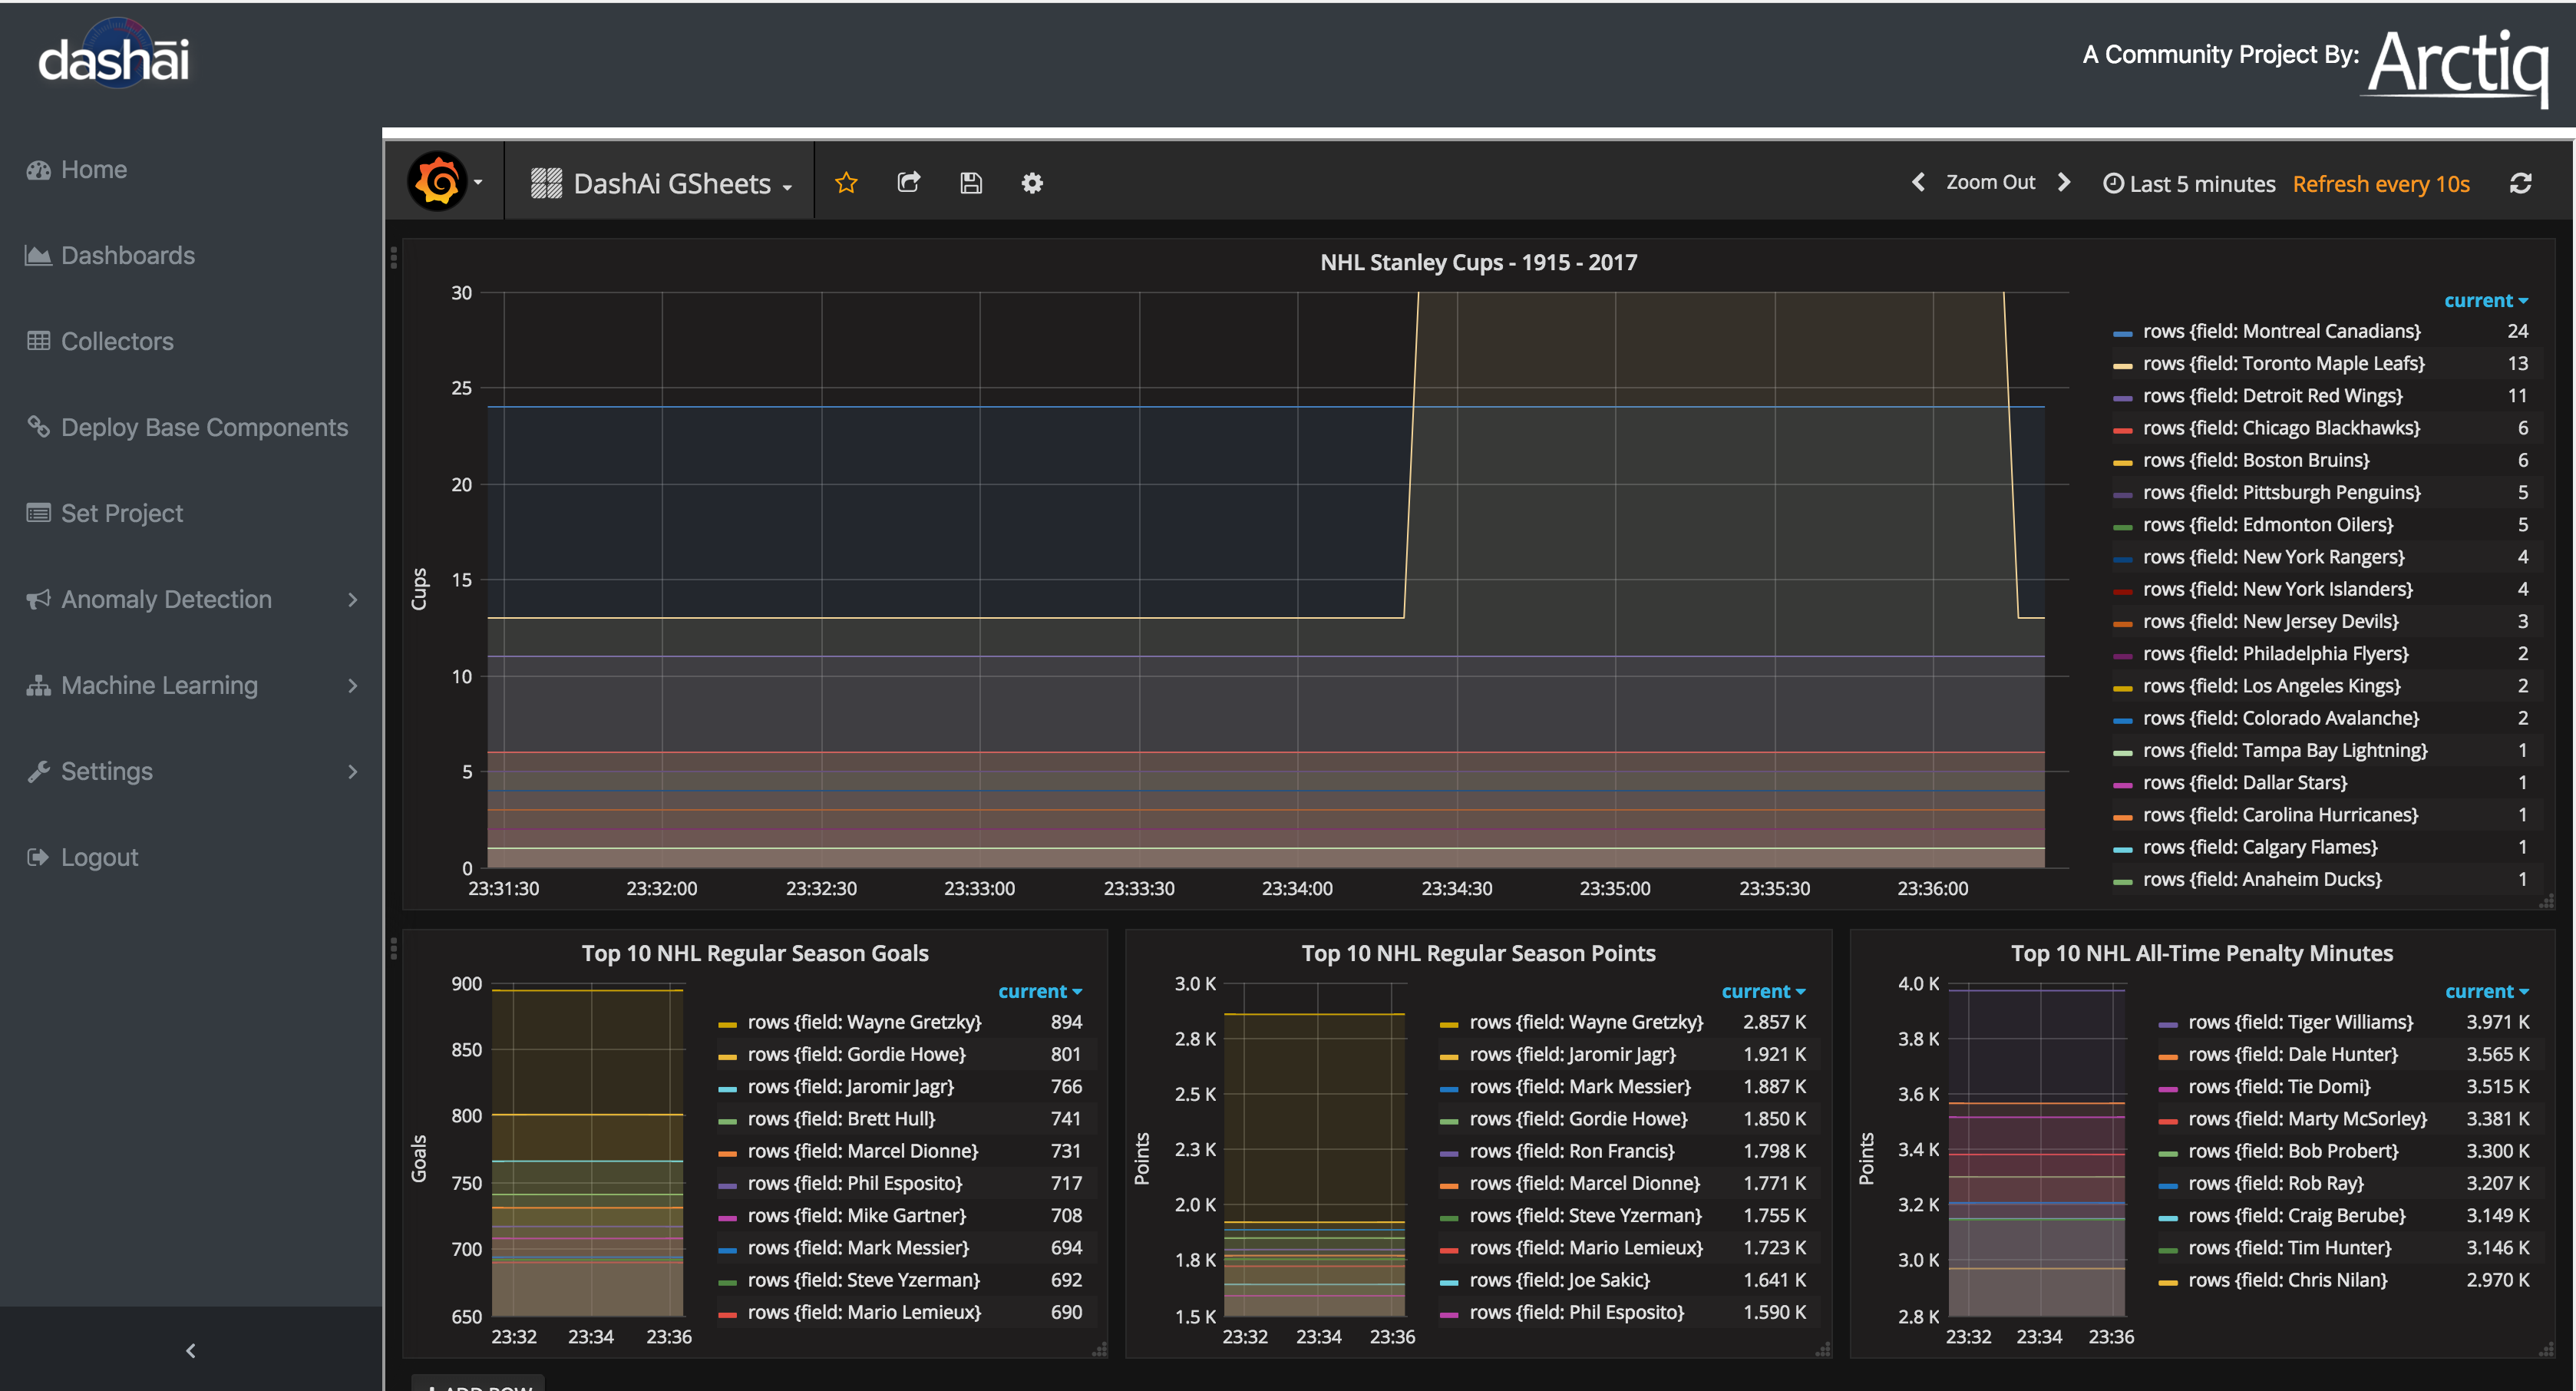 dashāi
A Community Project By: Arctiq
Home
Dashboards
Collectors
Deploy Base Components
Set Project
Anomaly Detection
Machine Learning
Settings
Logout
DashAi GSheets
Zoom Out
Last 5 minutes Refresh every 10s
NHL Stanley Cups - 1915 - 2017
Cups
30
25
20
15
10
5
0
23:31:30 23:32:00 23:32:30 23:33:00 23:33:30 23:34:00 23:34:30 23:35:00 23:35:30 23:36:00
current
rows {field: Montreal Canadians} 24
rows {field: Toronto Maple Leafs} 13
rows {field: Detroit Red Wings} 11
rows {field: Chicago Blackhawks} 6
rows {field: Boston Bruins} 6
rows {field: Pittsburgh Penguins} 5
rows {field: Edmonton Oilers} 5
rows {field: New York Rangers} 4
rows {field: New York Islanders} 4
rows {field: New Jersey Devils} 3
rows {field: Philadelphia Flyers} 2
rows {field: Los Angeles Kings} 2
rows {field: Colorado Avalanche} 2
rows {field: Tampa Bay Lightning} 1
rows {field: Dallar Stars} 1
rows {field: Carolina Hurricanes} 1
rows {field: Calgary Flames} 1
rows {field: Anaheim Ducks} 1
Top 10 NHL Regular Season Goals
Goals
900
850
800
750
700
650
23:32 23:34 23:36
current
rows {field: Wayne Gretzky} 894
rows {field: Gordie Howe} 801
rows {field: Jaromir Jagr} 766
rows {field: Brett Hull} 741
rows {field: Marcel Dionne} 731
rows {field: Phil Esposito} 717
rows {field: Mike Gartner} 708
rows {field: Mark Messier} 694
rows {field: Steve Yzerman} 692
rows {field: Mario Lemieux} 690
Top 10 NHL Regular Season Points
Points
3.0 K
2.8 K
2.5 K
2.3 K
2.0 K
1.8 K
1.5 K
23:32 23:34 23:36
current
rows {field: Wayne Gretzky} 2.857 K
rows {field: Jaromir Jagr} 1.921 K
rows {field: Mark Messier} 1.887 K
rows {field: Gordie Howe} 1.850 K
rows {field: Ron Francis} 1.798 K
rows {field: Marcel Dionne} 1.771 K
rows {field: Steve Yzerman} 1.755 K
rows {field: Mario Lemieux} 1.723 K
rows {field: Joe Sakic} 1.641 K
rows {field: Phil Esposito} 1.590 K
Top 10 NHL All-Time Penalty Minutes
Points
4.0 K
3.8 K
3.6 K
3.4 K
3.2 K
3.0 K
2.8 K
23:32 23:34 23:36
current
rows {field: Tiger Williams} 3.971 K
rows {field: Dale Hunter} 3.565 K
rows {field: Tie Domi} 3.515 K
rows {field: Marty McSorley} 3.381 K
rows {field: Bob Probert} 3.300 K
rows {field: Rob Ray} 3.207 K
rows {field: Craig Berube} 3.149 K
rows {field: Tim Hunter} 3.146 K
rows {field: Chris Nilan} 2.970 K
ADD ROW